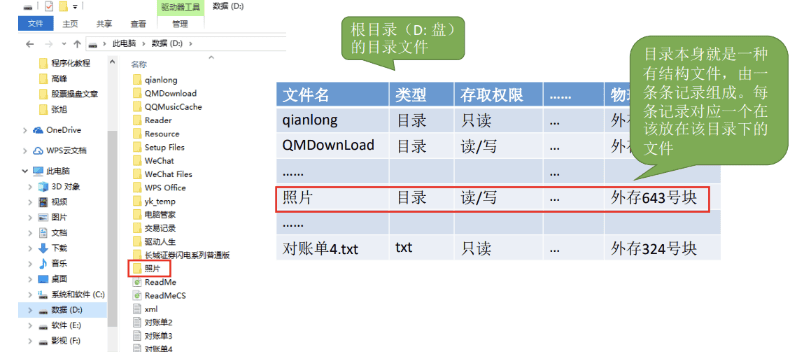 驱动器工具
数据 (D:)
文件
主页
共享
查看
管理
此电脑
数据 (D:)
程序化教程
高峰
股票操盘文章
张旭
OneDrive
WPS云文档
此电脑
3D 对象
视频
图片
文档
下载
音乐
桌面
系统和软件 (C:)
数据 (D:)
软件 (E:)
影视 (F:)
名称
qianlong
QMDownload
QQMusicCache
Reader
Resource
Setup Files
WeChat
WeChat Files
WPS Office
yk_temp
电脑管家
交易记录
驱动人生
长城证券闪电系列普通版
照片
ReadMe
ReadMeCS
xml
对账单2
对账单3
对账单4
根目录（D: 盘）
的目录文件
目录本身就是一种
有结构文件，由一
条条记录组成。每
条记录对应一个在
该放在该目录下的
文件
文件名 类型 存取权限 …… 物
qianlong 目录 只读 … 外
QMDownLoad 目录 读/写 … 外
…… …
照片 目录 读/写 … 外存643号块
……
对账单4.txt txt 只读 … 外存324号块